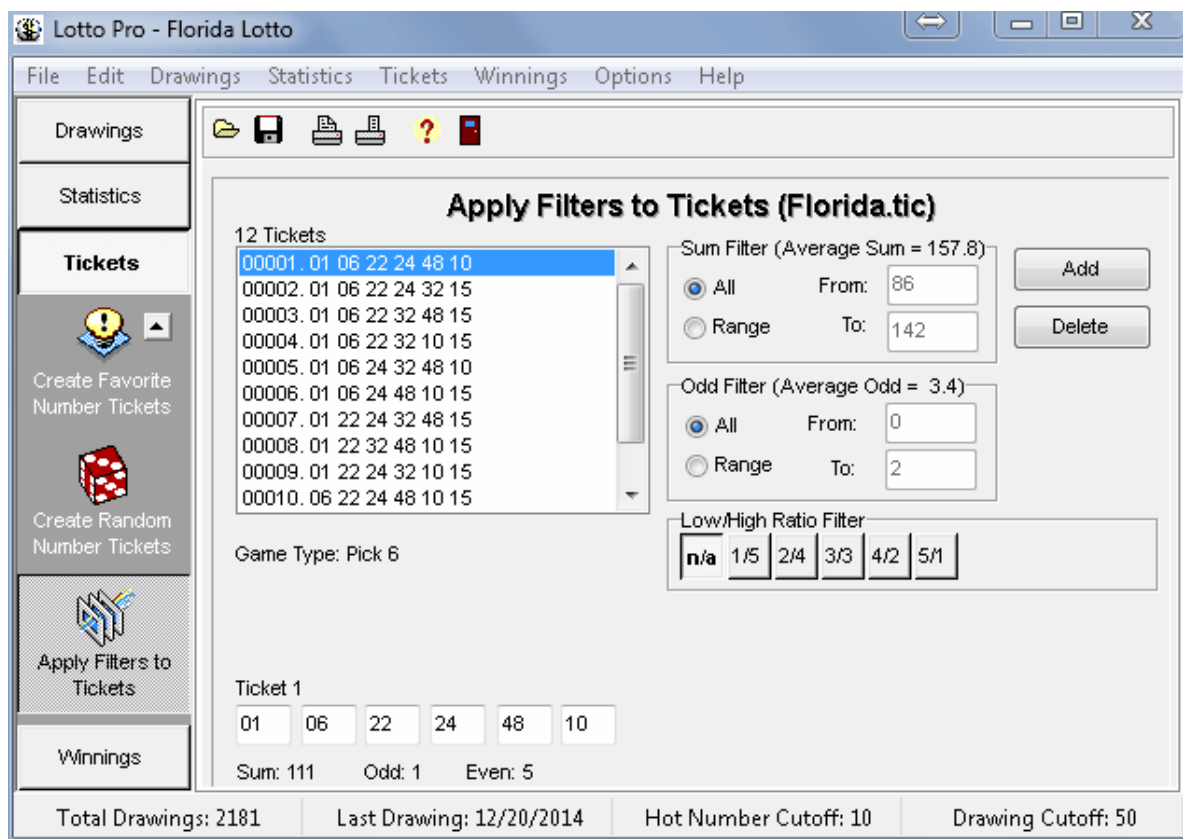 Lotto Pro - Florida Lotto
File Edit Drawings Statistics Tickets Winnings Options Help
Drawings
Statistics
Tickets
Create Favorite
Number Tickets
Create Random
Number Tickets
Apply Filters to
Tickets
Winnings
Apply Filters to Tickets (Florida.tic)
12 Tickets
00001. 01 06 22 24 48 10
00002. 01 06 22 24 32 15
00003. 01 06 22 32 48 15
00004. 01 06 22 32 10 15
00005. 01 06 24 32 48 10
00006. 01 06 24 48 10 15
00007. 01 22 24 32 48 15
00008. 01 22 32 48 10 15
00009. 01 22 24 32 10 15
00010. 06 22 24 48 10 15
Game Type: Pick 6
Sum Filter (Average Sum = 157.8)
All From: 86
Range To: 142
Add
Delete
Odd Filter (Average Odd = 3.4)
All From: 0
Range To: 2
Low/High Ratio Filter
n/a 1/5 2/4 3/3 4/2 5/1
Ticket 1
01 06 22 24 48 10
Sum: 111 Odd: 1 Even: 5
Total Drawings: 2181 Last Drawing: 12/20/2014 Hot Number Cutoff: 10 Drawing Cutoff: 50